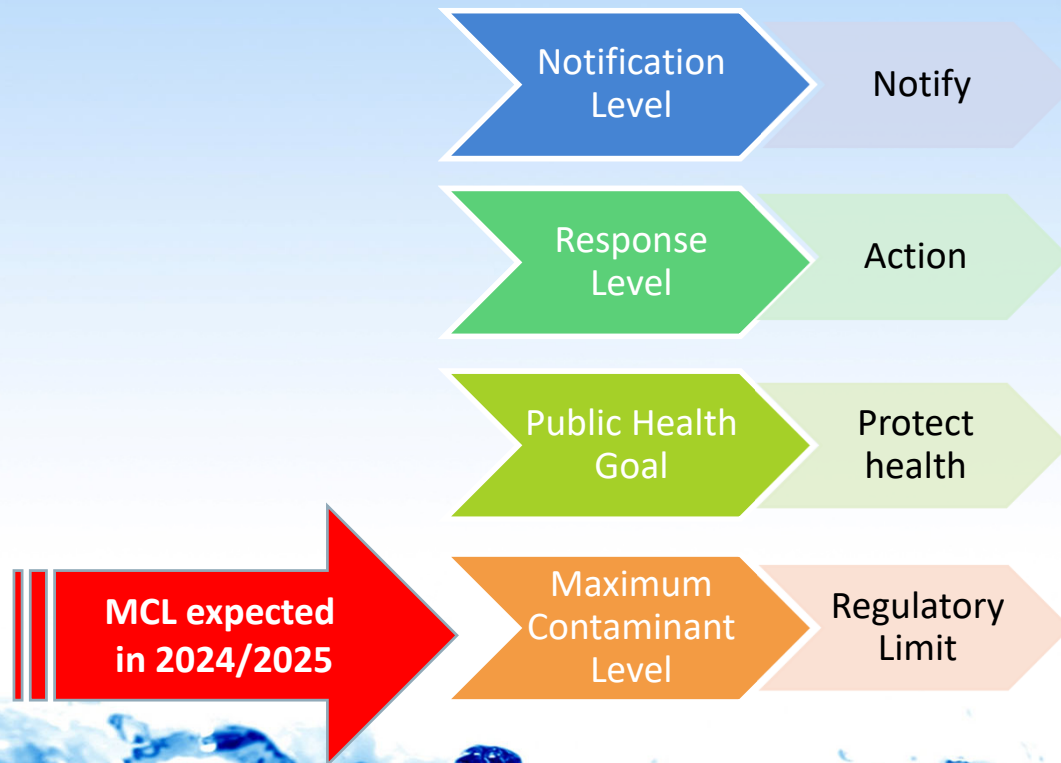 Notification
Level
Notify
Response
Level
Action
Public Health
Goal
Protect
health
MCL expected
in 2024/2025
Maximum
Contaminant
Level
Regulatory
Limit